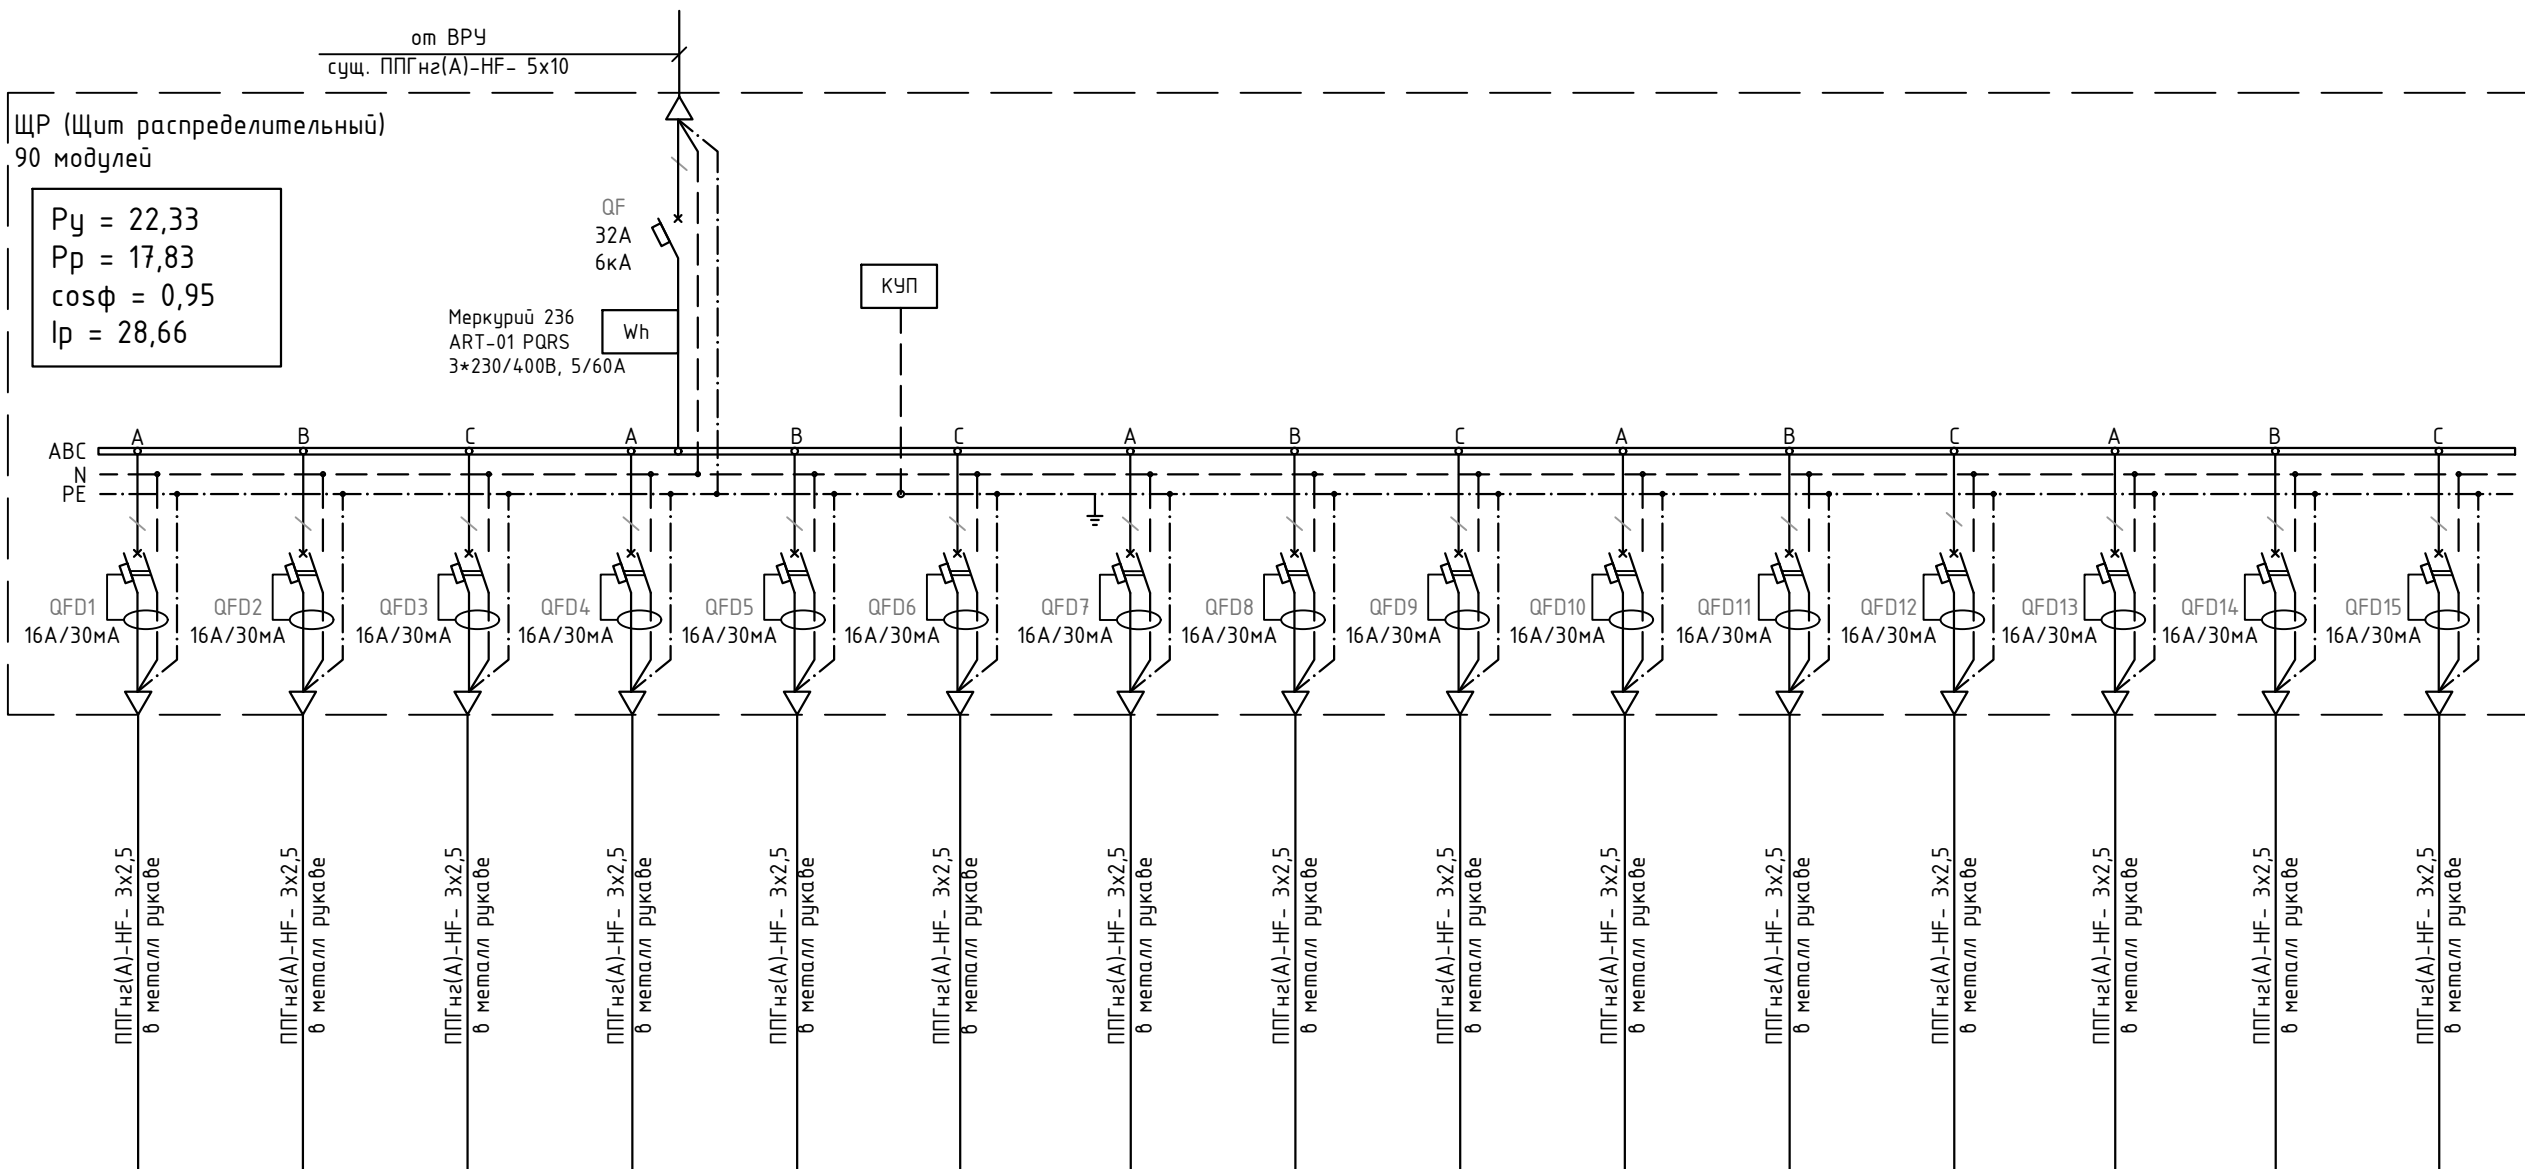 от ВРУ
сущ. ППГнг(А)-HF- 5х10
ЩР (Щит распределительный)
90 модулей
Ру = 22,33
Рр = 17,83
cosφ = 0,95
Iр = 28,66
QF
32А
6кА
Меркурий 236
ART-01 PQRS
3*230/400В, 5/60А
Wh
КУП
ABC
N
PE
A
B
C
A
B
C
A
B
C
A
B
C
A
B
C
QFD1
16А/30мА
QFD2
16А/30мА
QFD3
16А/30мА
QFD4
16А/30мА
QFD5
16А/30мА
QFD6
16А/30мА
QFD7
16А/30мА
QFD8
16А/30мА
QFD9
16А/30мА
QFD10
16А/30мА
QFD11
16А/30мА
QFD12
16А/30мА
QFD13
16А/30мА
QFD14
16А/30мА
QFD15
16А/30мА
ППГнг(А)-HF- 3х2,5
в металл рукаве
ППГнг(А)-HF- 3х2,5
в металл рукаве
ППГнг(А)-HF- 3х2,5
в металл рукаве
ППГнг(А)-HF- 3х2,5
в металл рукаве
ППГнг(А)-HF- 3х2,5
в металл рукаве
ППГнг(А)-HF- 3х2,5
в металл рукаве
ППГнг(А)-HF- 3х2,5
в металл рукаве
ППГнг(А)-HF- 3х2,5
в металл рукаве
ППГнг(А)-HF- 3х2,5
в металл рукаве
ППГнг(А)-HF- 3х2,5
в металл рукаве
ППГнг(А)-HF- 3х2,5
в металл рукаве
ППГнг(А)-HF- 3х2,5
в металл рукаве
ППГнг(А)-HF- 3х2,5
в металл рукаве
ППГнг(А)-HF- 3х2,5
в металл рукаве
ППГнг(А)-HF- 3х2,5
в металл рукаве